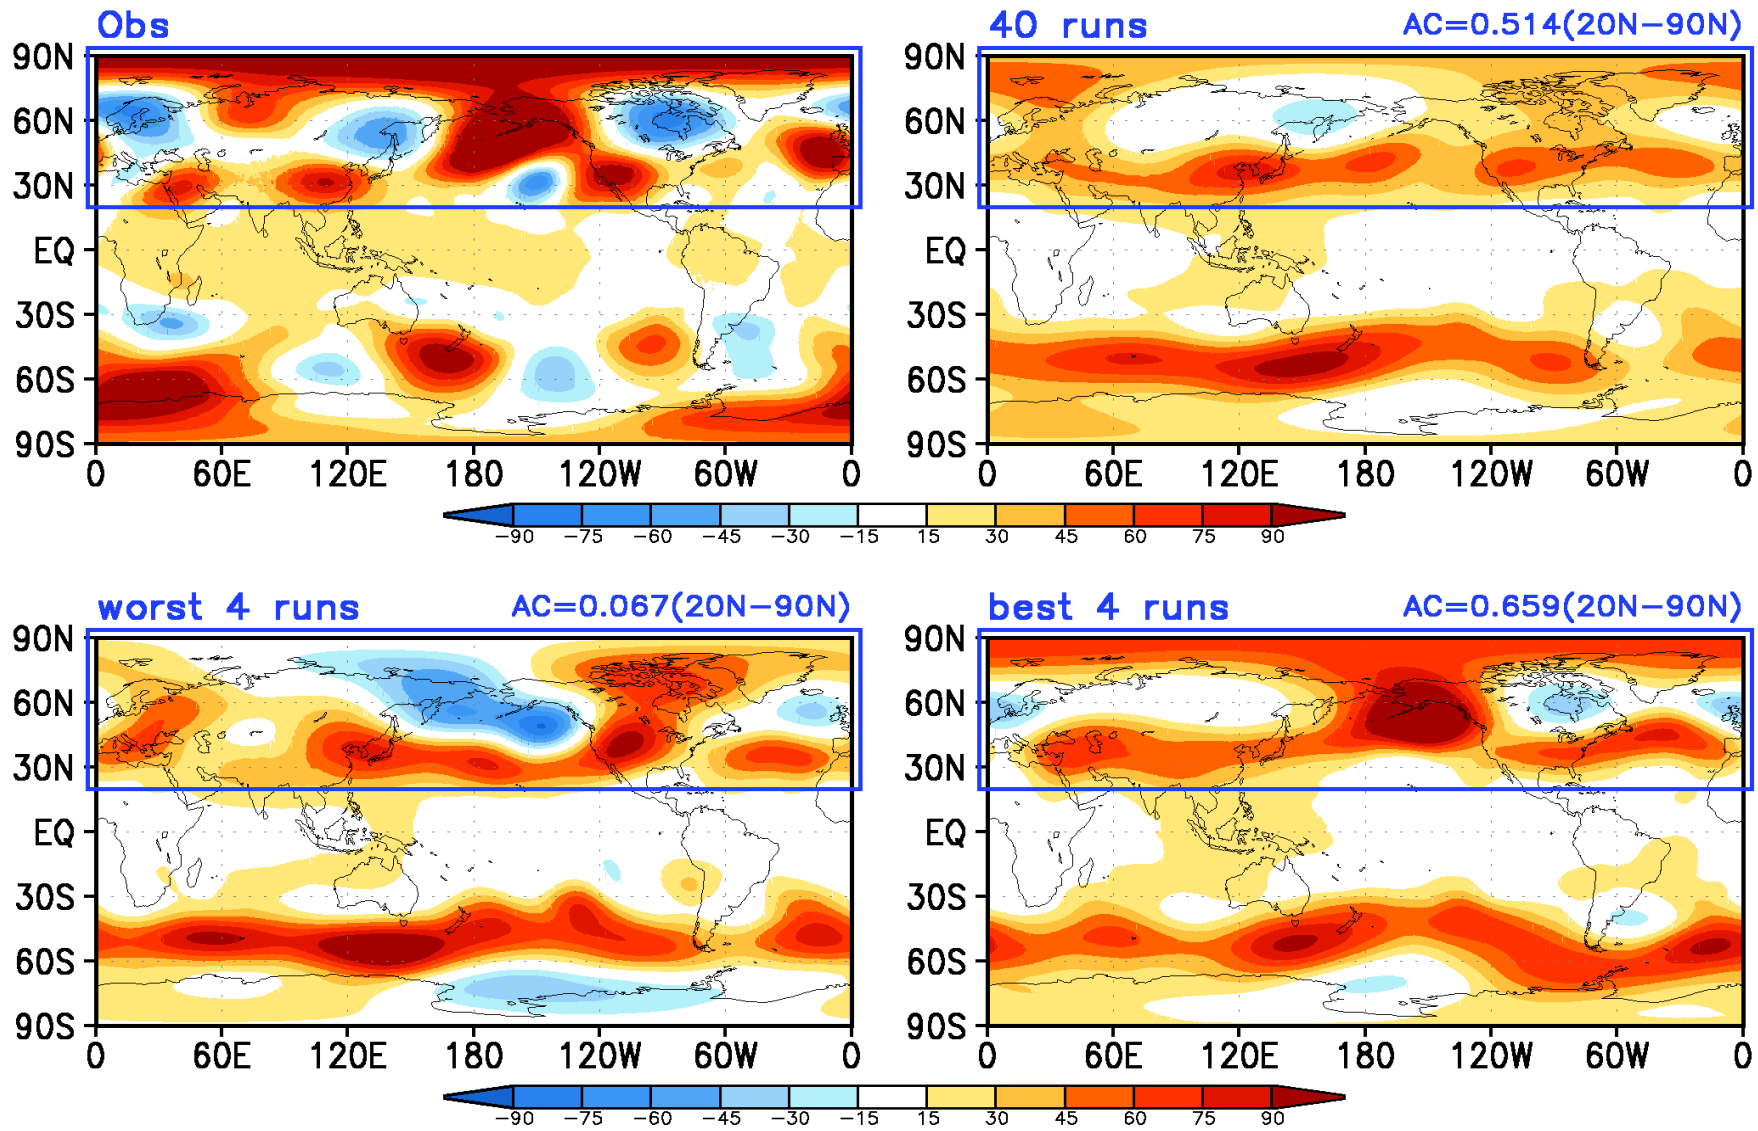 Obs
90N
60N
30N
EQ
30S
60S
90S
0 60E 120E 180 120W 60W 0
40 runs AC=0.514(20N−90N)
90N
60N
30N
EQ
30S
60S
90S
0 60E 120E 180 120W 60W 0
−90 −75 −60 −45 −30 −15 15 30 45 60 75 90
worst 4 runs AC=0.067(20N−90N)
90N
60N
30N
EQ
30S
60S
90S
0 60E 120E 180 120W 60W 0
best 4 runs AC=0.659(20N−90N)
90N
60N
30N
EQ
30S
60S
90S
0 60E 120E 180 120W 60W 0
−90 −75 −60 −45 −30 −15 15 30 45 60 75 90